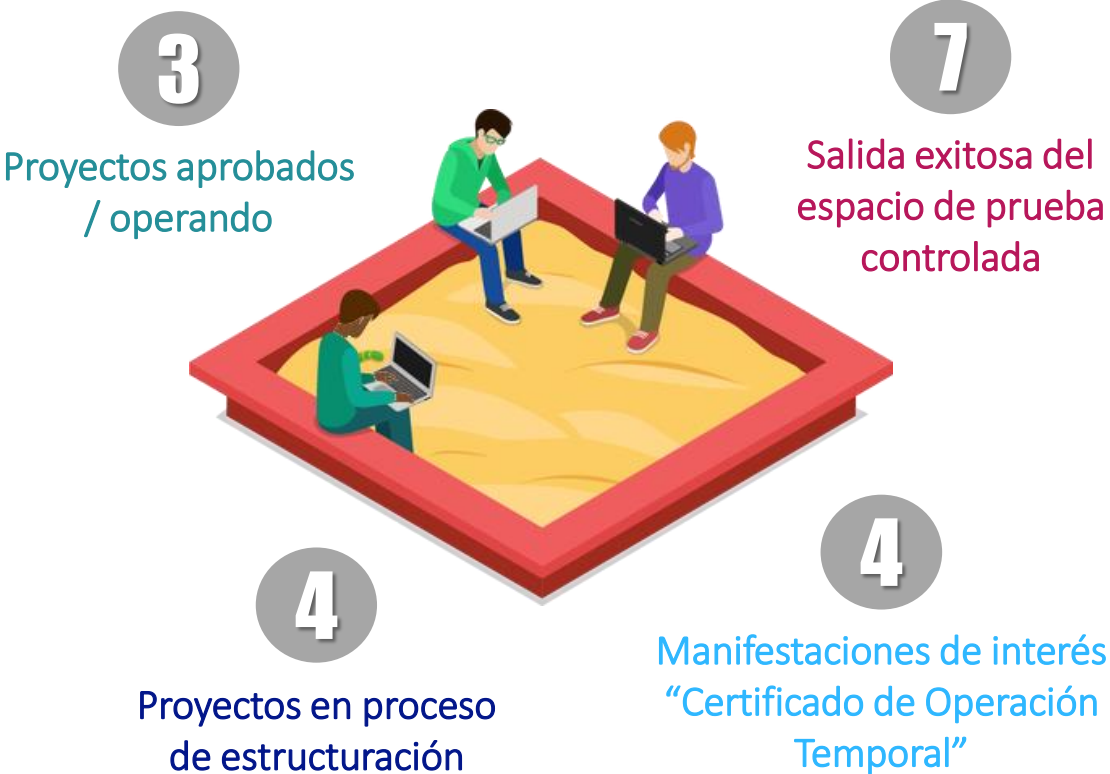 3
Proyectos aprobados
/ operando
7
Salida exitosa del
espacio de prueba
controlada
4
Proyectos en proceso
de estructuración
4
Manifestaciones de interés
“Certificado de Operación
Temporal”